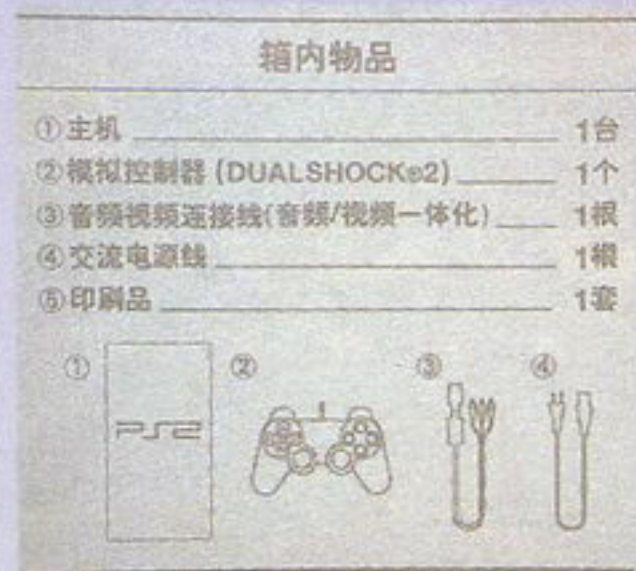 箱内物品
①主机 1台
②模拟控制器 (DUALSHOCK®2) 1个
③音频视频连接线(音频/视频一体化) 1根
④交流电源线 1根
⑤印刷品 1套
① ② ③ ④
PS2